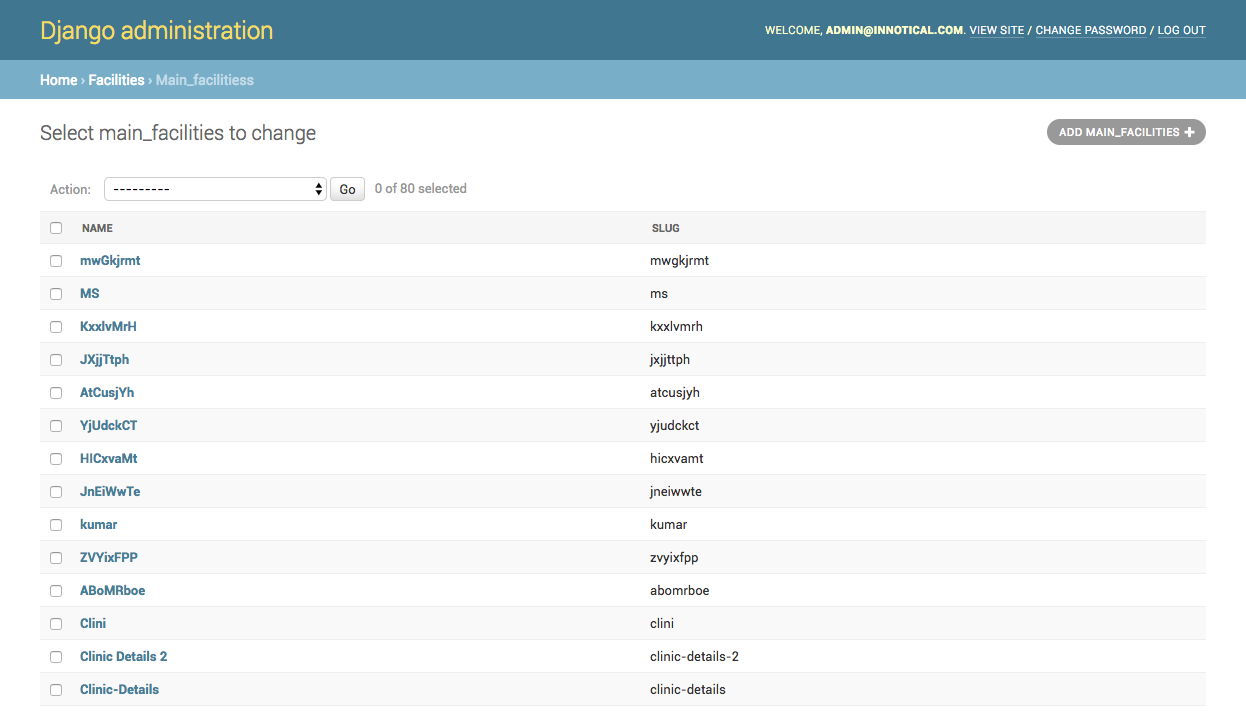 Django administration
WELCOME, ADMIN@INNOTICAL.COM. VIEW SITE / CHANGE PASSWORD / LOG OUT
Home › Facilities › Main_facilitiess
Select main_facilities to change
ADD MAIN_FACILITIES +
Action: --------- Go 0 of 80 selected
NAME SLUG
mwGkjrmt mwgkjrmt
MS ms
KxxlvMrH kxxlvmrh
JXjjTtph jxjjttph
AtCusjYh atcusjyh
YjUdckCT yjudckct
HICxvaMt hicxvamt
JnEiWwTe jneiwwte
kumar kumar
ZVYixFPP zvyixfpp
ABoMRboe abomrboe
Clini clini
Clinic Details 2 clinic-details-2
Clinic-Details clinic-details